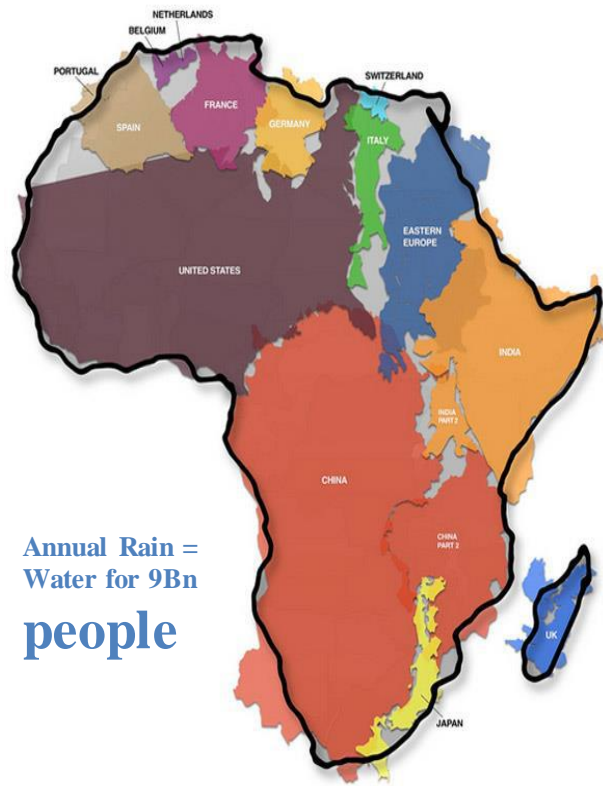 NETHERLANDS
BELGIUM
PORTUGAL
SWITZERLAND
FRANCE
SPAIN
GERMANY
ITALY
EASTERN
EUROPE
UNITED STATES
INDIA
INDIA
PART 2
CHINA
CHINA
PART 2
Annual Rain =
Water for 9Bn
people
UK
JAPAN